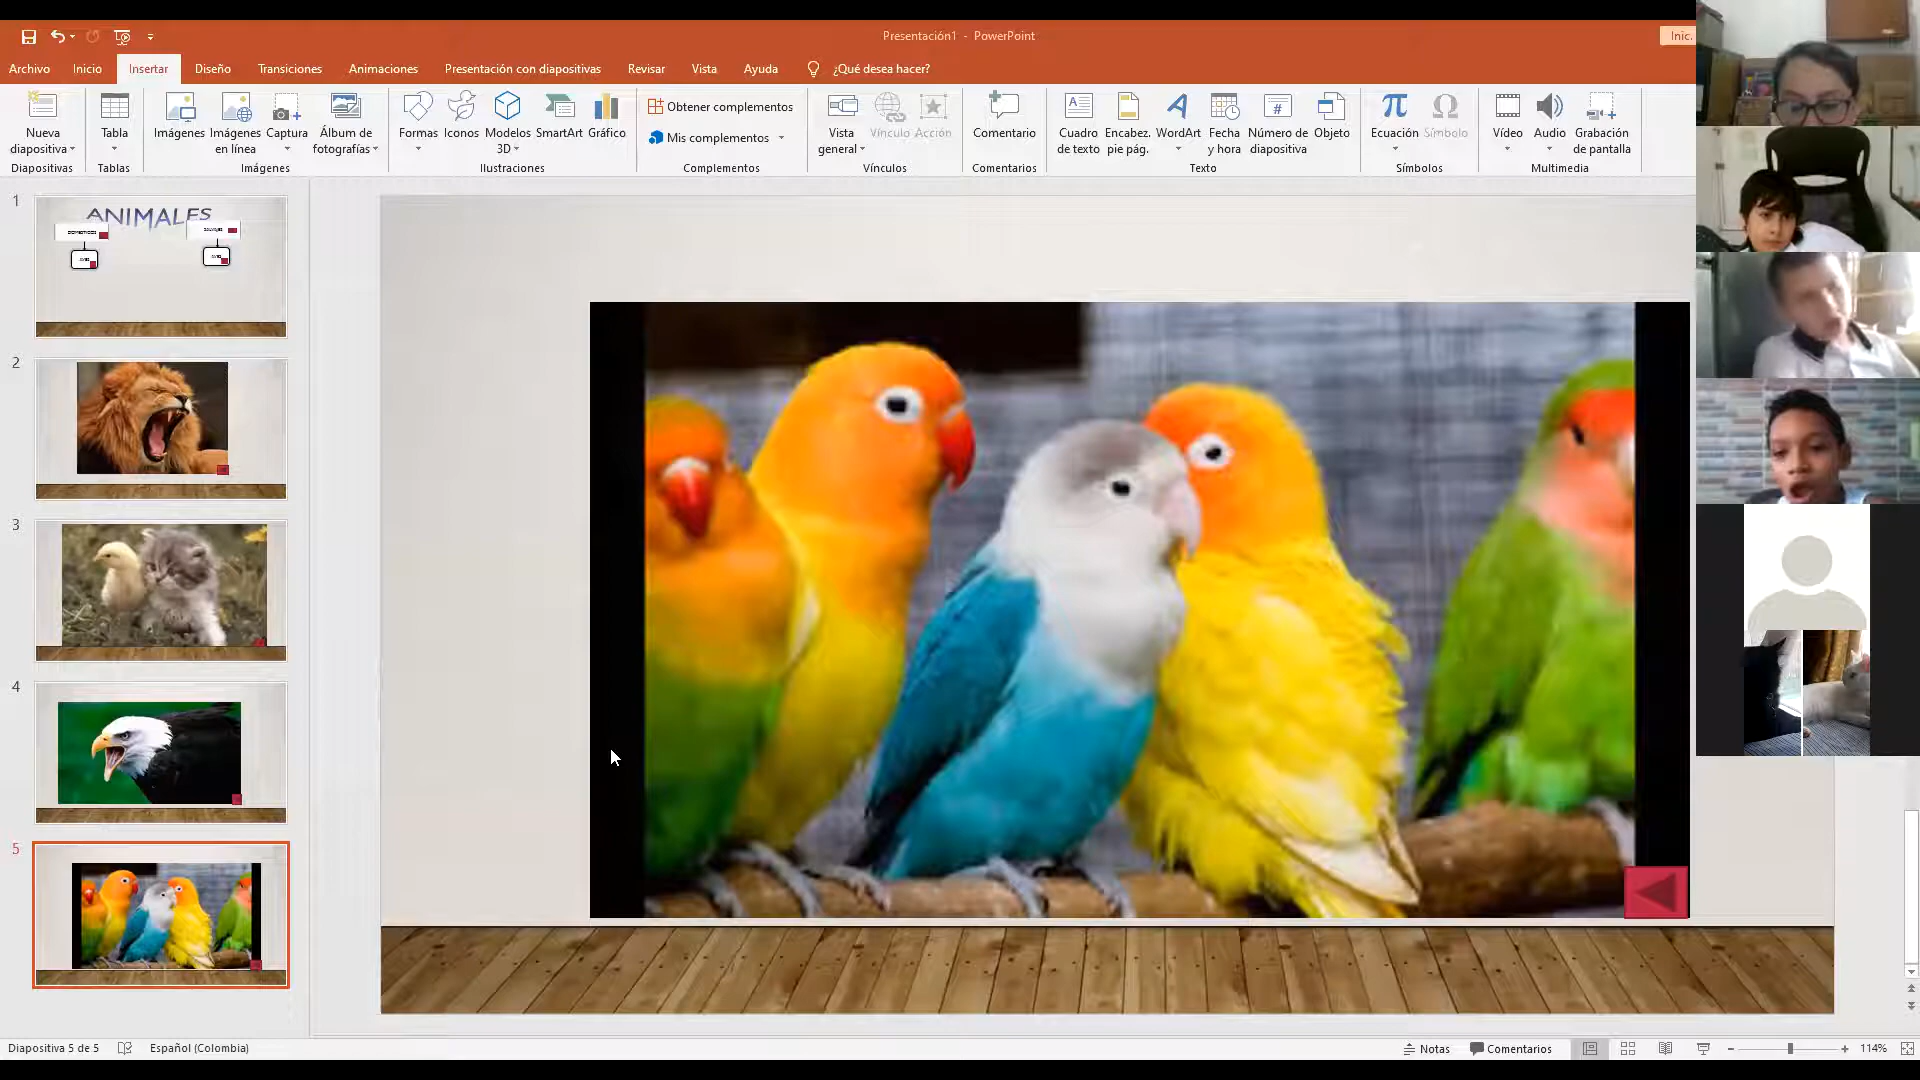 Presentación1 - PowerPoint
Inic.
Archivo Inicio Insertar Diseño Transiciones Animaciones Presentación con diapositivas Revisar Vista Ayuda ¿Qué desea hacer?
Nueva diapositiva
Tabla
Imágenes
Imágenes en línea
Captura
Álbum de fotografías
Formas
Iconos
Modelos 3D
SmartArt
Gráfico
Obtener complementos
Mis complementos
Vista general
Vínculo
Acción
Comentario
Cuadro de texto
Encabez. pie pág.
WordArt
Fecha y hora
Número de diapositiva
Objeto
Ecuación
Símbolo
Vídeo
Audio
Grabación de pantalla
Diapositivas Tablas Imágenes Ilustraciones Complementos Vínculos Comentarios Texto Símbolos Multimedia
1
ANIMALES
2
3
4
5
Diapositiva 5 de 5 Español (Colombia) Notas Comentarios 114%